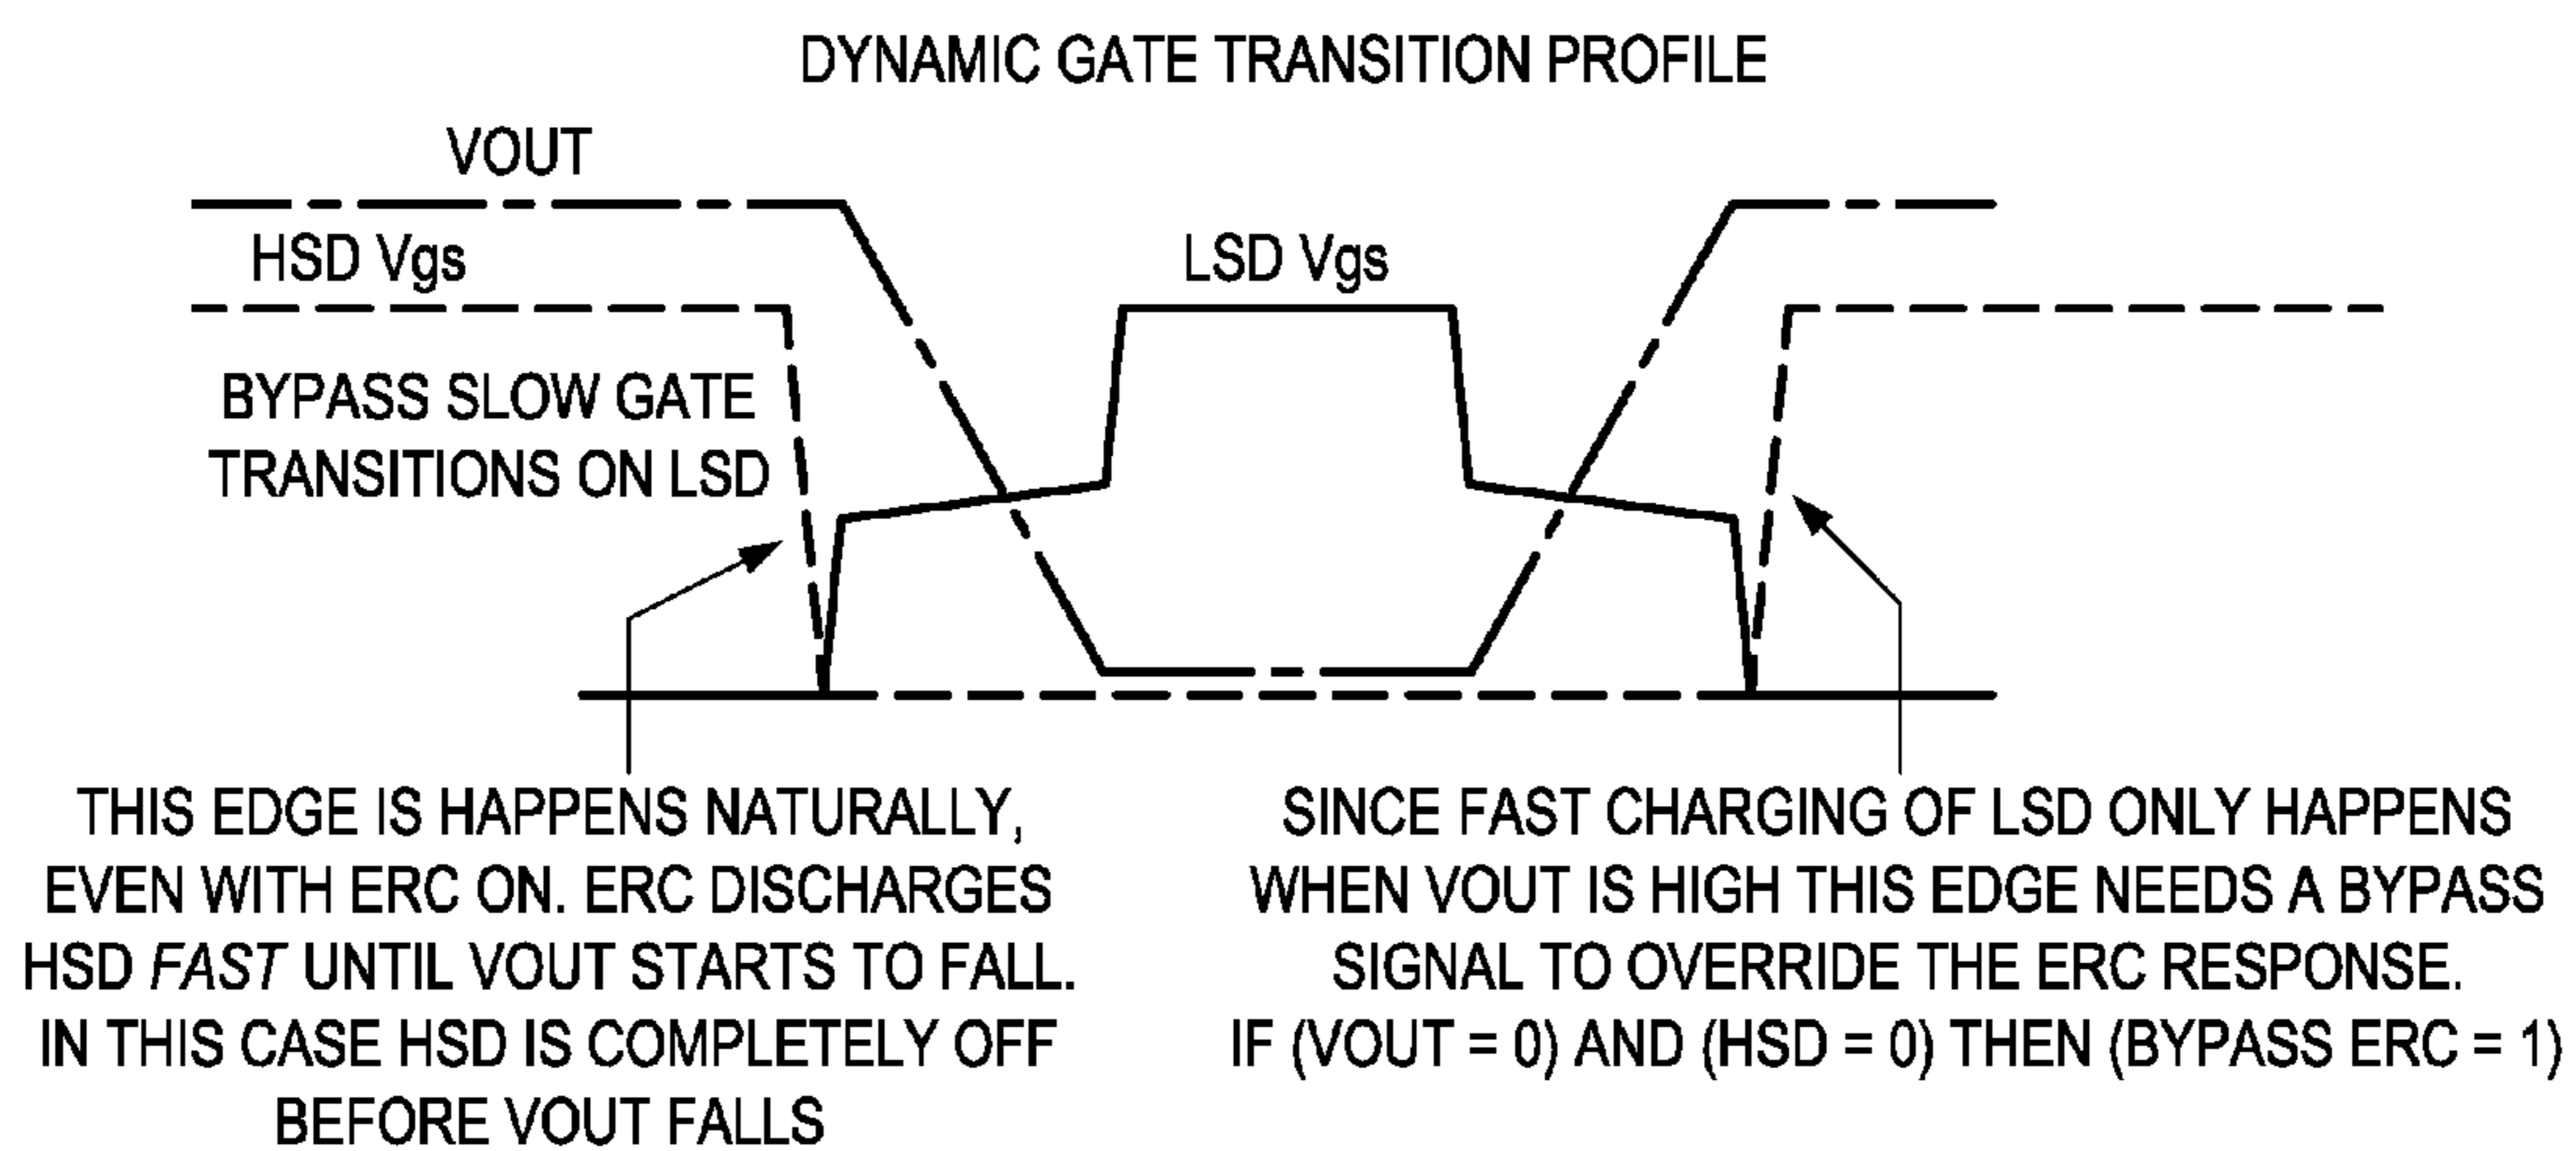 DYNAMIC GATE TRANSITION PROFILE
VOUT
HSD Vgs
LSD Vgs
BYPASS SLOW GATE
TRANSITIONS ON LSD
THIS EDGE IS HAPPENS NATURALLY,
EVEN WITH ERC ON. ERC DISCHARGES
HSD FAST UNTIL VOUT STARTS TO FALL.
IN THIS CASE HSD IS COMPLETELY OFF
BEFORE VOUT FALLS
SINCE FAST CHARGING OF LSD ONLY HAPPENS
WHEN VOUT IS HIGH THIS EDGE NEEDS A BYPASS
SIGNAL TO OVERRIDE THE ERC RESPONSE.
IF (VOUT = 0) AND (HSD = 0) THEN (BYPASS ERC = 1)